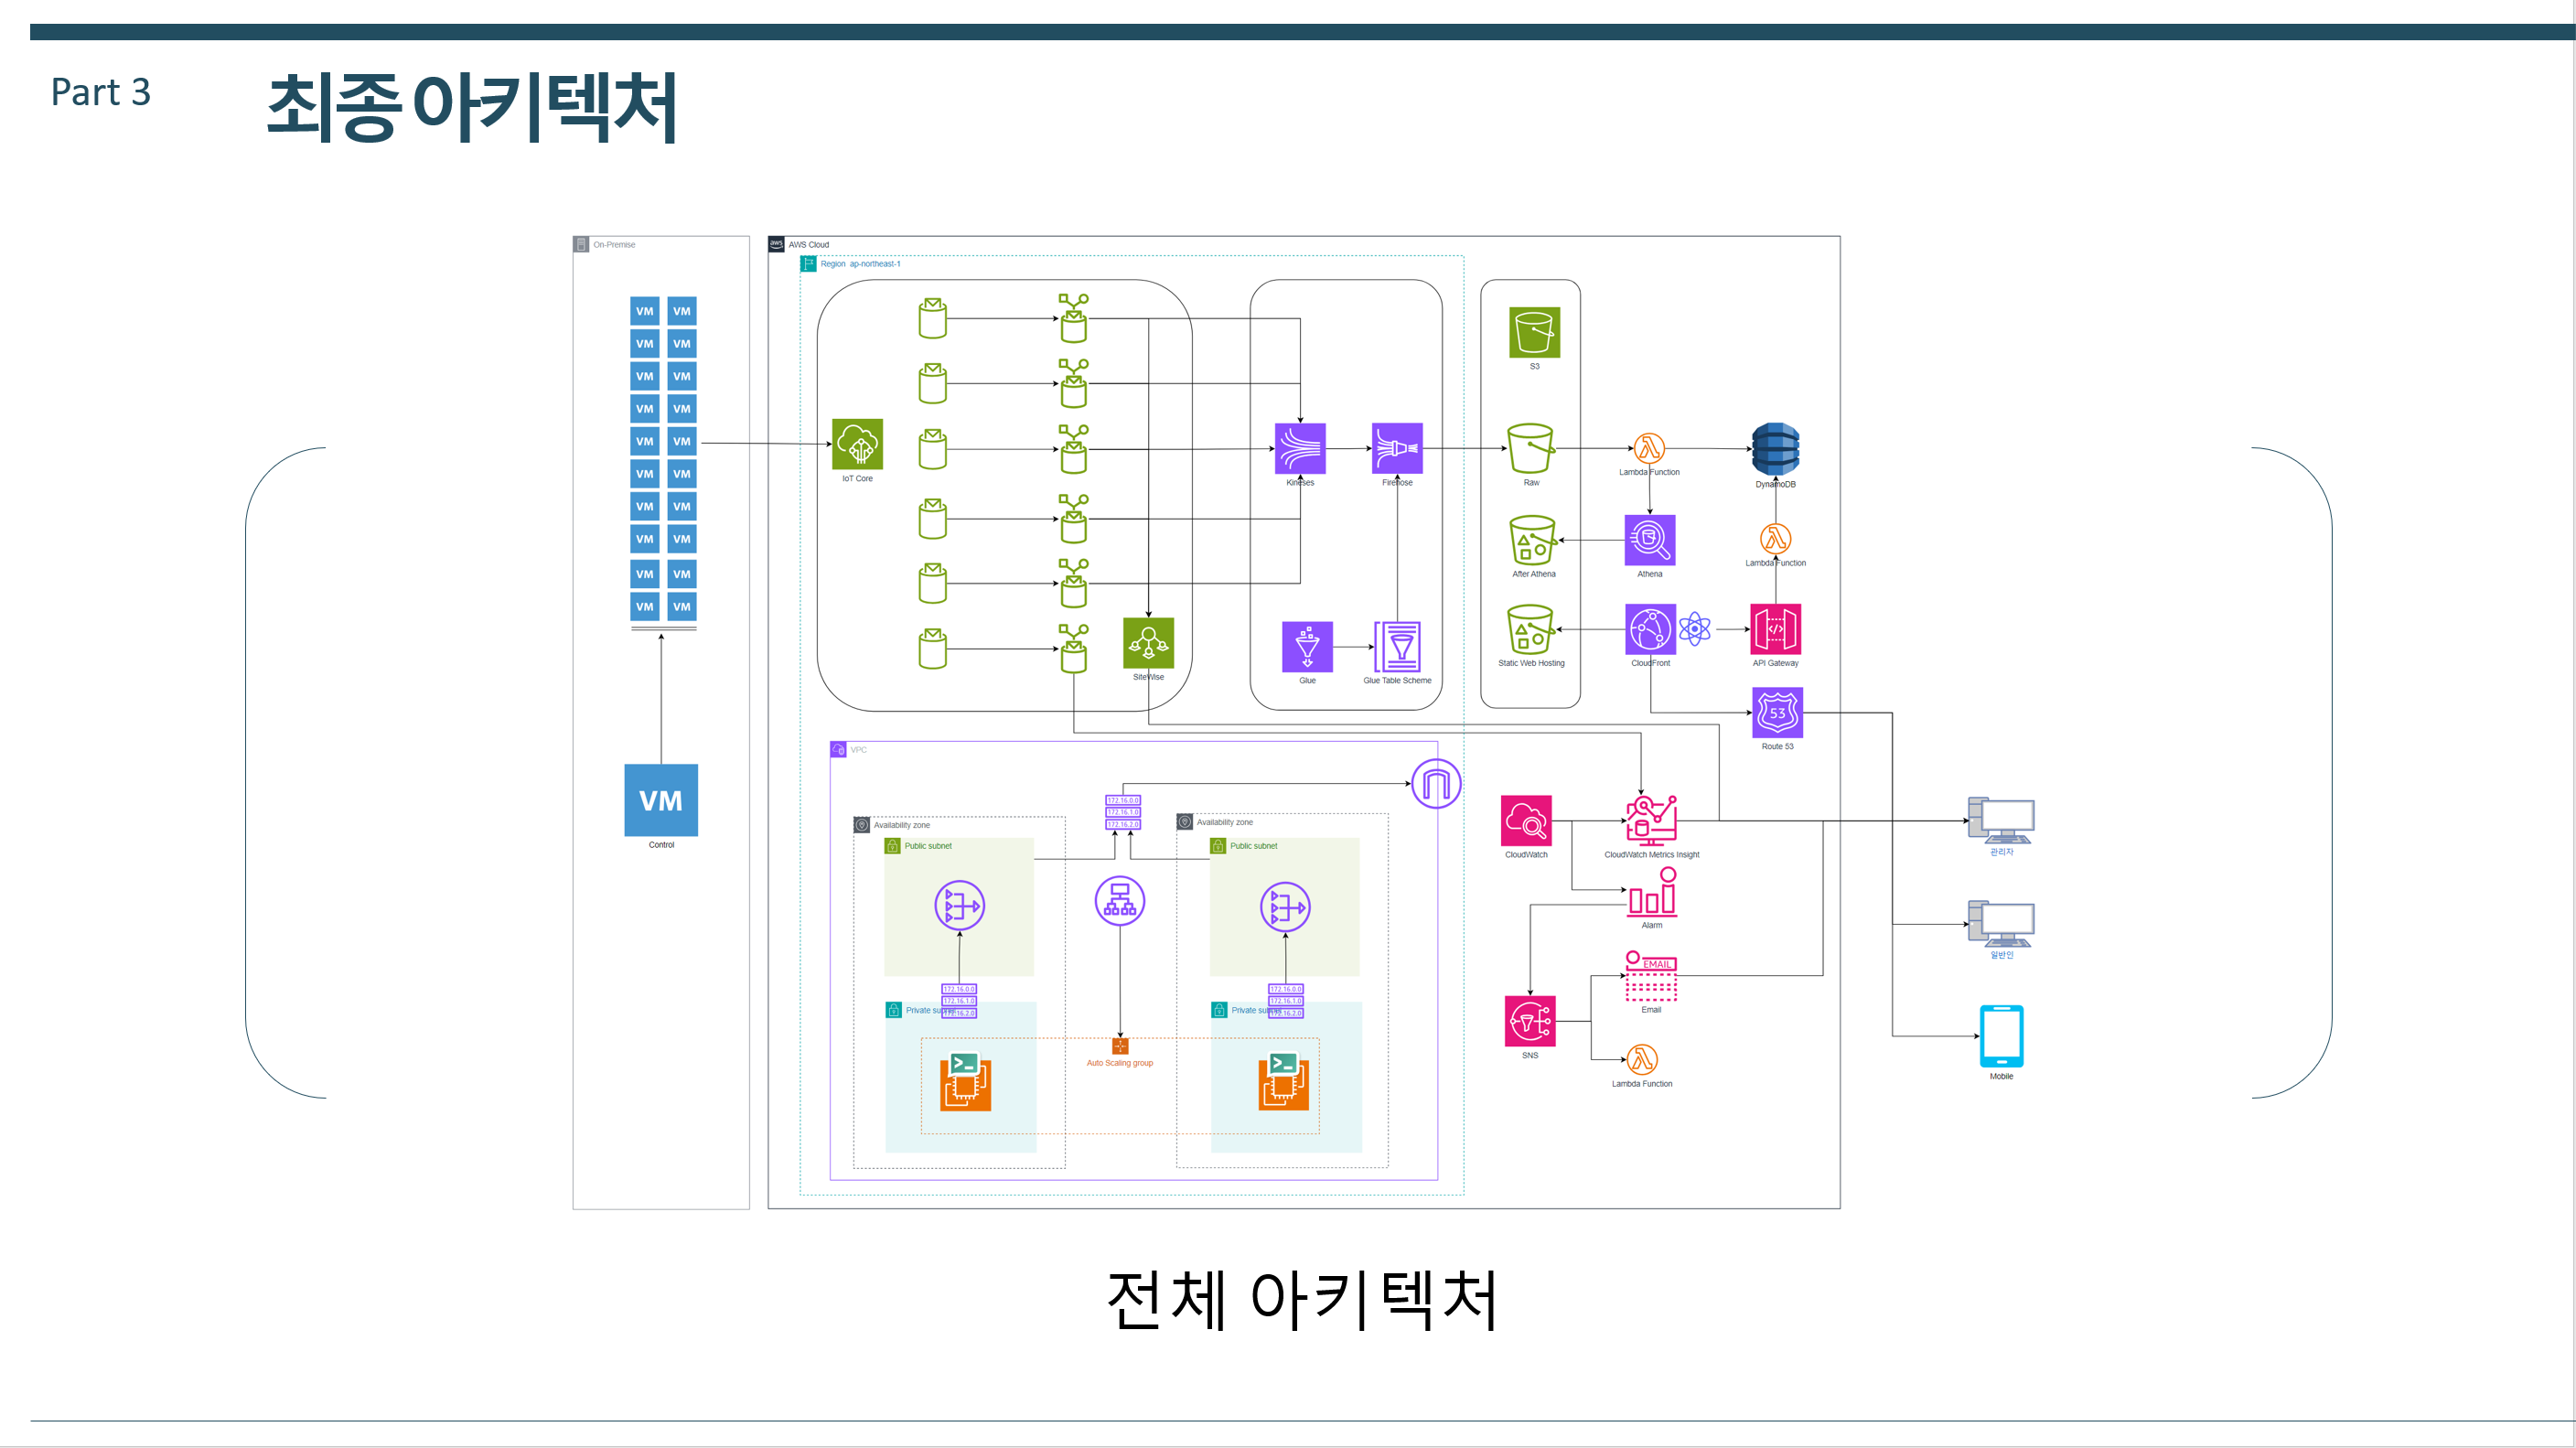 Part 3
최종 아키텍처
On-Premise
aws
AWS Cloud
Region ap-northeast-1
VM VM
VM VM
VM VM
VM VM
VM VM
VM VM
VM VM
VM VM
VM VM
VM VM
VM
Control
IoT Core
SiteWise
Kineses
Firehose
Glue
Glue Table Scheme
S3
Raw
After Athena
Static Web Hosting
Lambda Function
DynamoDB
Athena
Lambda Function
CloudFront
API Gateway
53
Route 53
VPC
172.16.0.0
172.16.1.0
172.16.2.0
Availability zone
Public subnet
Availability zone
Public subnet
172.16.0.0
172.16.1.0
172.16.2.0
Private subnet
172.16.0.0
172.16.1.0
172.16.2.0
Private subnet
Auto Scaling group
CloudWatch
CloudWatch Metrics Insight
Alarm
EMAIL
Email
SNS
Lambda Function
관리자
일반인
Mobile
전체 아키텍처